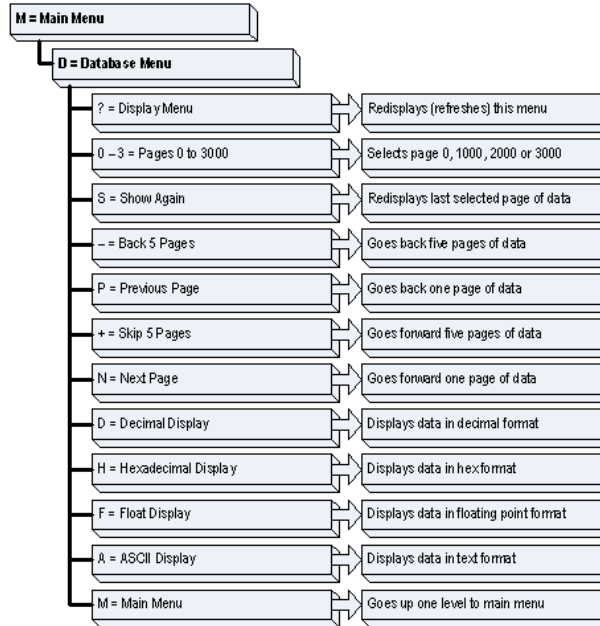 M = Main Menu
D = Database Menu
? = Display Menu
Redisplays (refreshes) this menu
0 – 3 = Pages 0 to 3000
Selects page 0, 1000, 2000 or 3000
S = Show Again
Redisplays last selected page of data
– = Back 5 Pages
Goes back five pages of data
P = Previous Page
Goes back one page of data
+ = Skip 5 Pages
Goes forward five pages of data
N = Next Page
Goes forward one page of data
D = Decimal Display
Displays data in decimal format
H = Hexadecimal Display
Displays data in hex format
F = Float Display
Displays data in floating point format
A = ASCII Display
Displays data in text format
M = Main Menu
Goes up one level to main menu